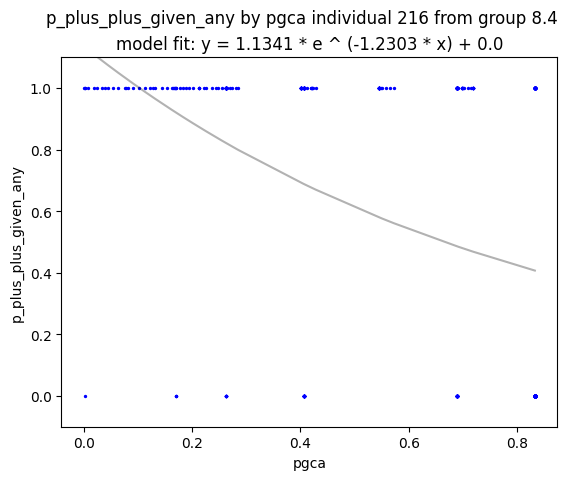 p_plus_plus_given_any by pgca individual 216 from group 8.4
model fit: y = 1.1341 * e ^ (-1.2303 * x) + 0.0
1.0
0.8
0.6
0.4
0.2
0.0
p_plus_plus_given_any
0.0 0.2 0.4 0.6 0.8
pgca